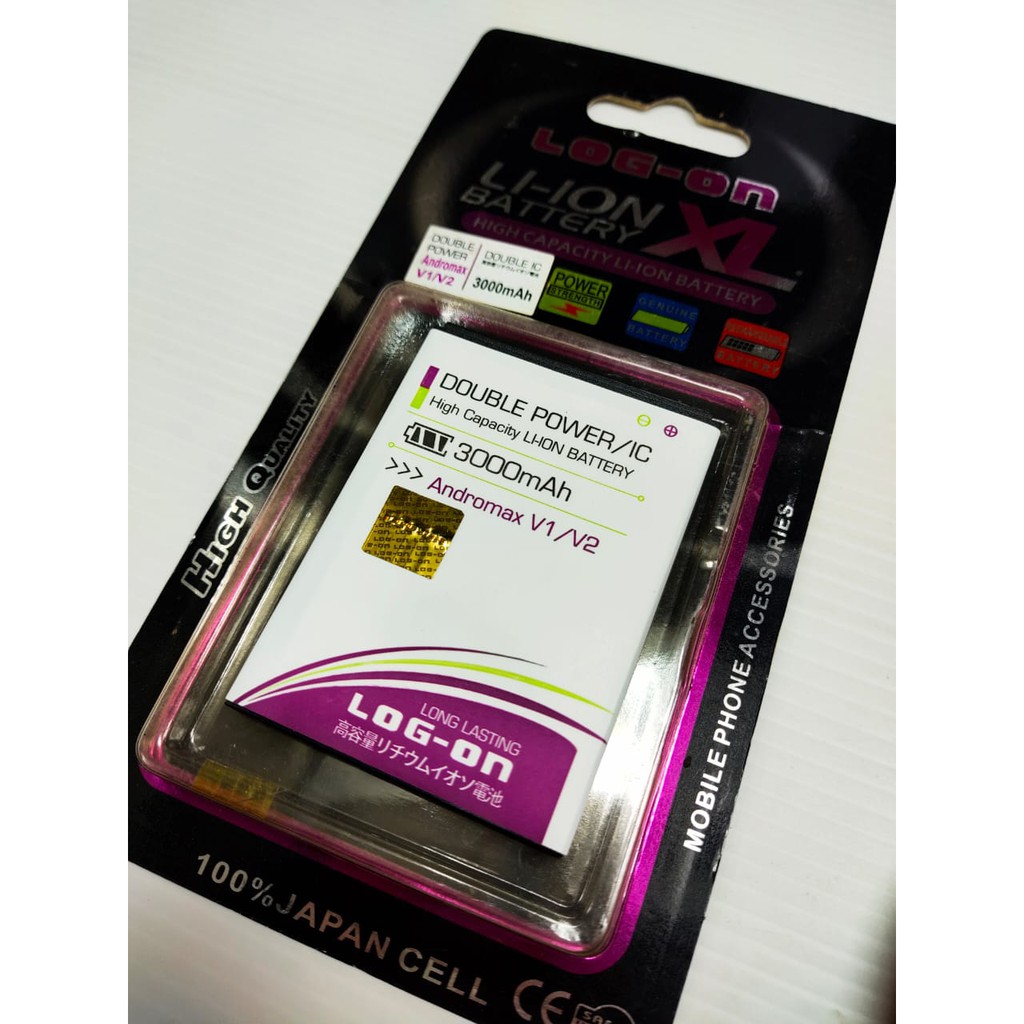 LOG-ON
LI-ION
BATTERY XL
HIGH CAPACITY LI-ION BATTERY
DOUBLE
POWER
Andromax
V1/V2
DOUBLE IC
3000mAh
POWER
STRENGTH
GENUINE
BATTERY
BATTERY
DOUBLE POWER/IC
High Capacity LI-ION BATTERY
3000mAh
>>> Andromax V1/V2
LOG-ON
LONG LASTING
LOG-ON
高容量リチウムイオソ電池
HIGH QUALITY
MOBILE PHONE ACCESSORIES
100% JAPAN CELL
CE